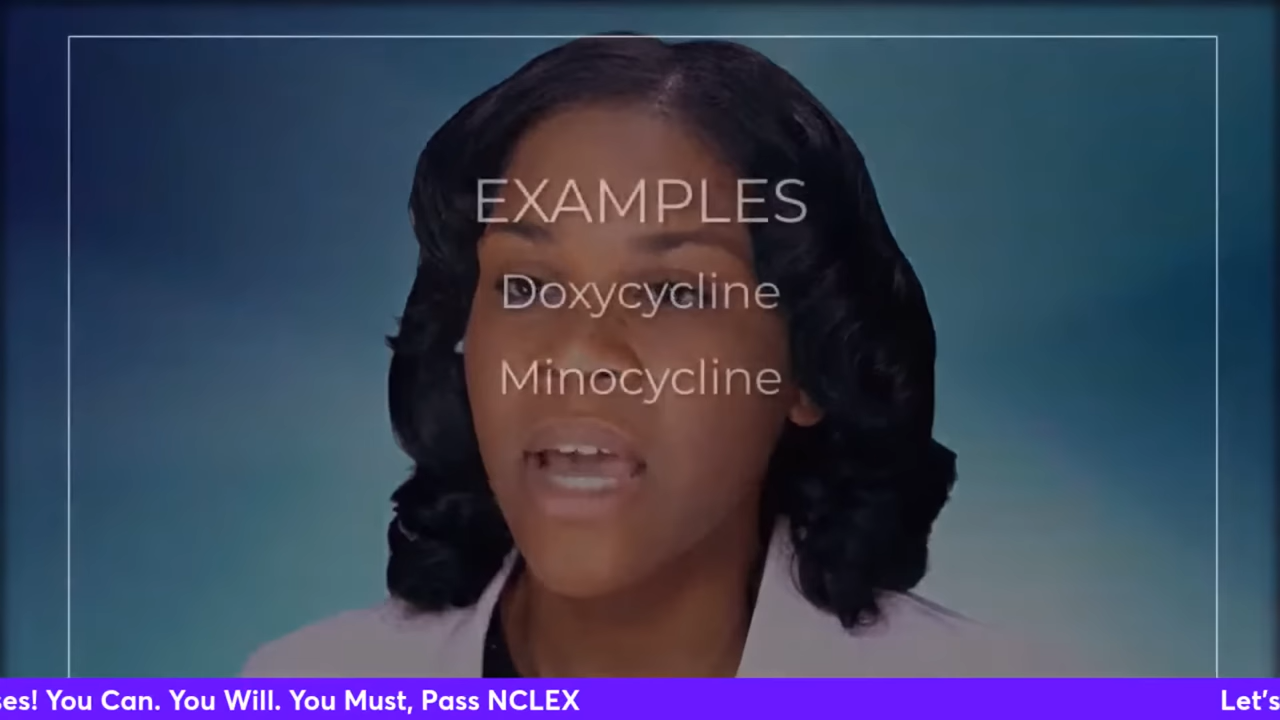 EXAMPLES
Doxycycline
Minocycline
ses! You Can. You Will. You Must, Pass NCLEX
Let's